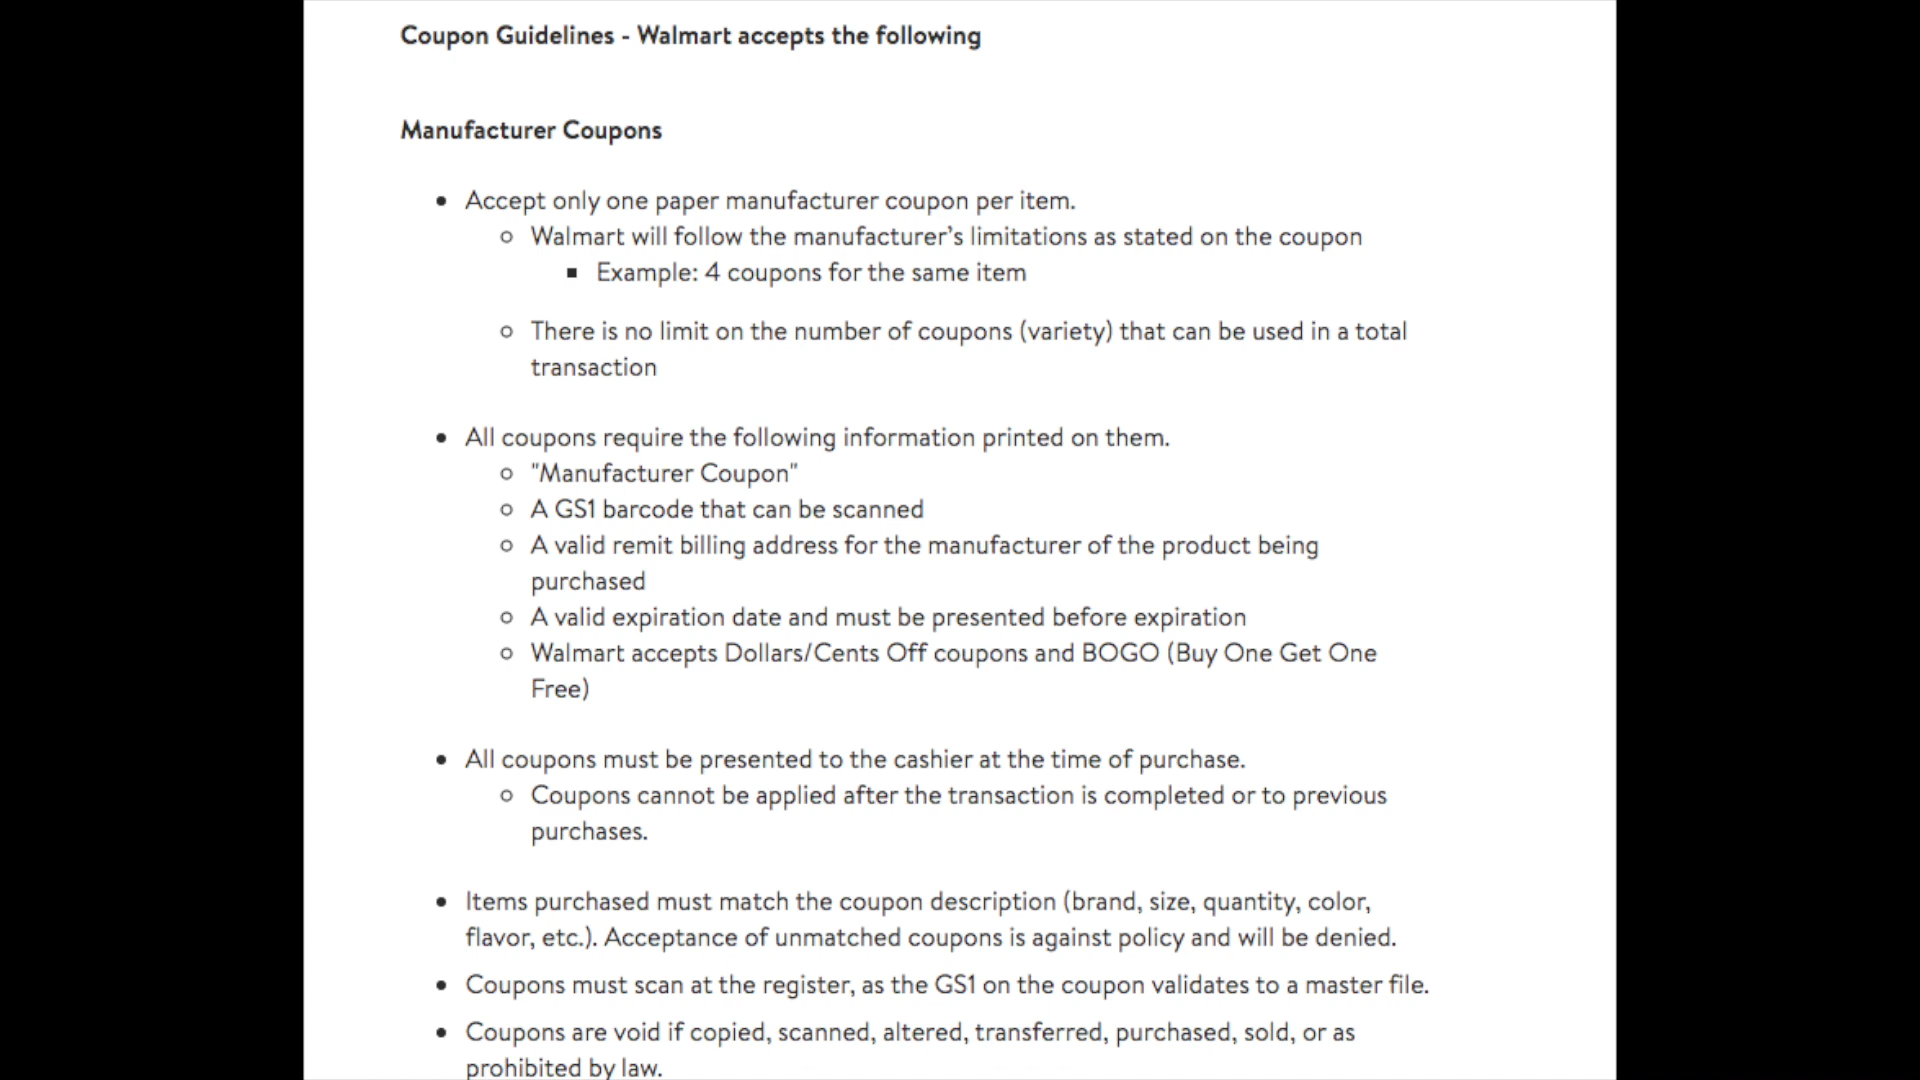 Coupon Guidelines - Walmart accepts the following
Manufacturer Coupons
• Accept only one paper manufacturer coupon per item.
○ Walmart will follow the manufacturer’s limitations as stated on the coupon
▪ Example: 4 coupons for the same item
○ There is no limit on the number of coupons (variety) that can be used in a total
transaction
• All coupons require the following information printed on them.
○ "Manufacturer Coupon"
○ A GS1 barcode that can be scanned
○ A valid remit billing address for the manufacturer of the product being
purchased
○ A valid expiration date and must be presented before expiration
○ Walmart accepts Dollars/Cents Off coupons and BOGO (Buy One Get One
Free)
• All coupons must be presented to the cashier at the time of purchase.
○ Coupons cannot be applied after the transaction is completed or to previous
purchases.
• Items purchased must match the coupon description (brand, size, quantity, color,
flavor, etc.). Acceptance of unmatched coupons is against policy and will be denied.
• Coupons must scan at the register, as the GS1 on the coupon validates to a master file.
• Coupons are void if copied, scanned, altered, transferred, purchased, sold, or as
prohibited by law.